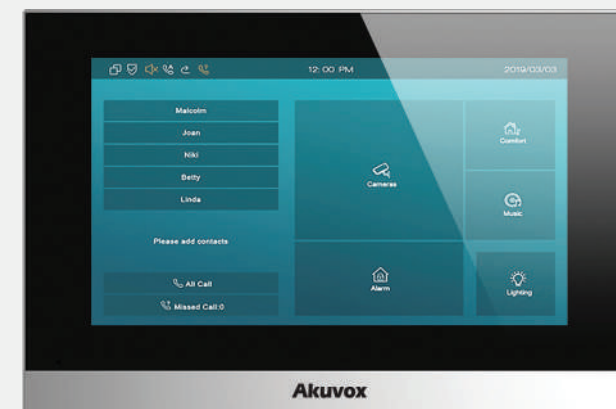 12:00 PM
2019/03/03
Malcolm
Joan
Niki
Betty
Linda
Please add contacts
All Call
Missed Call:0
Cameras
Comfort
Music
Alarm
Lighting
Akuvox